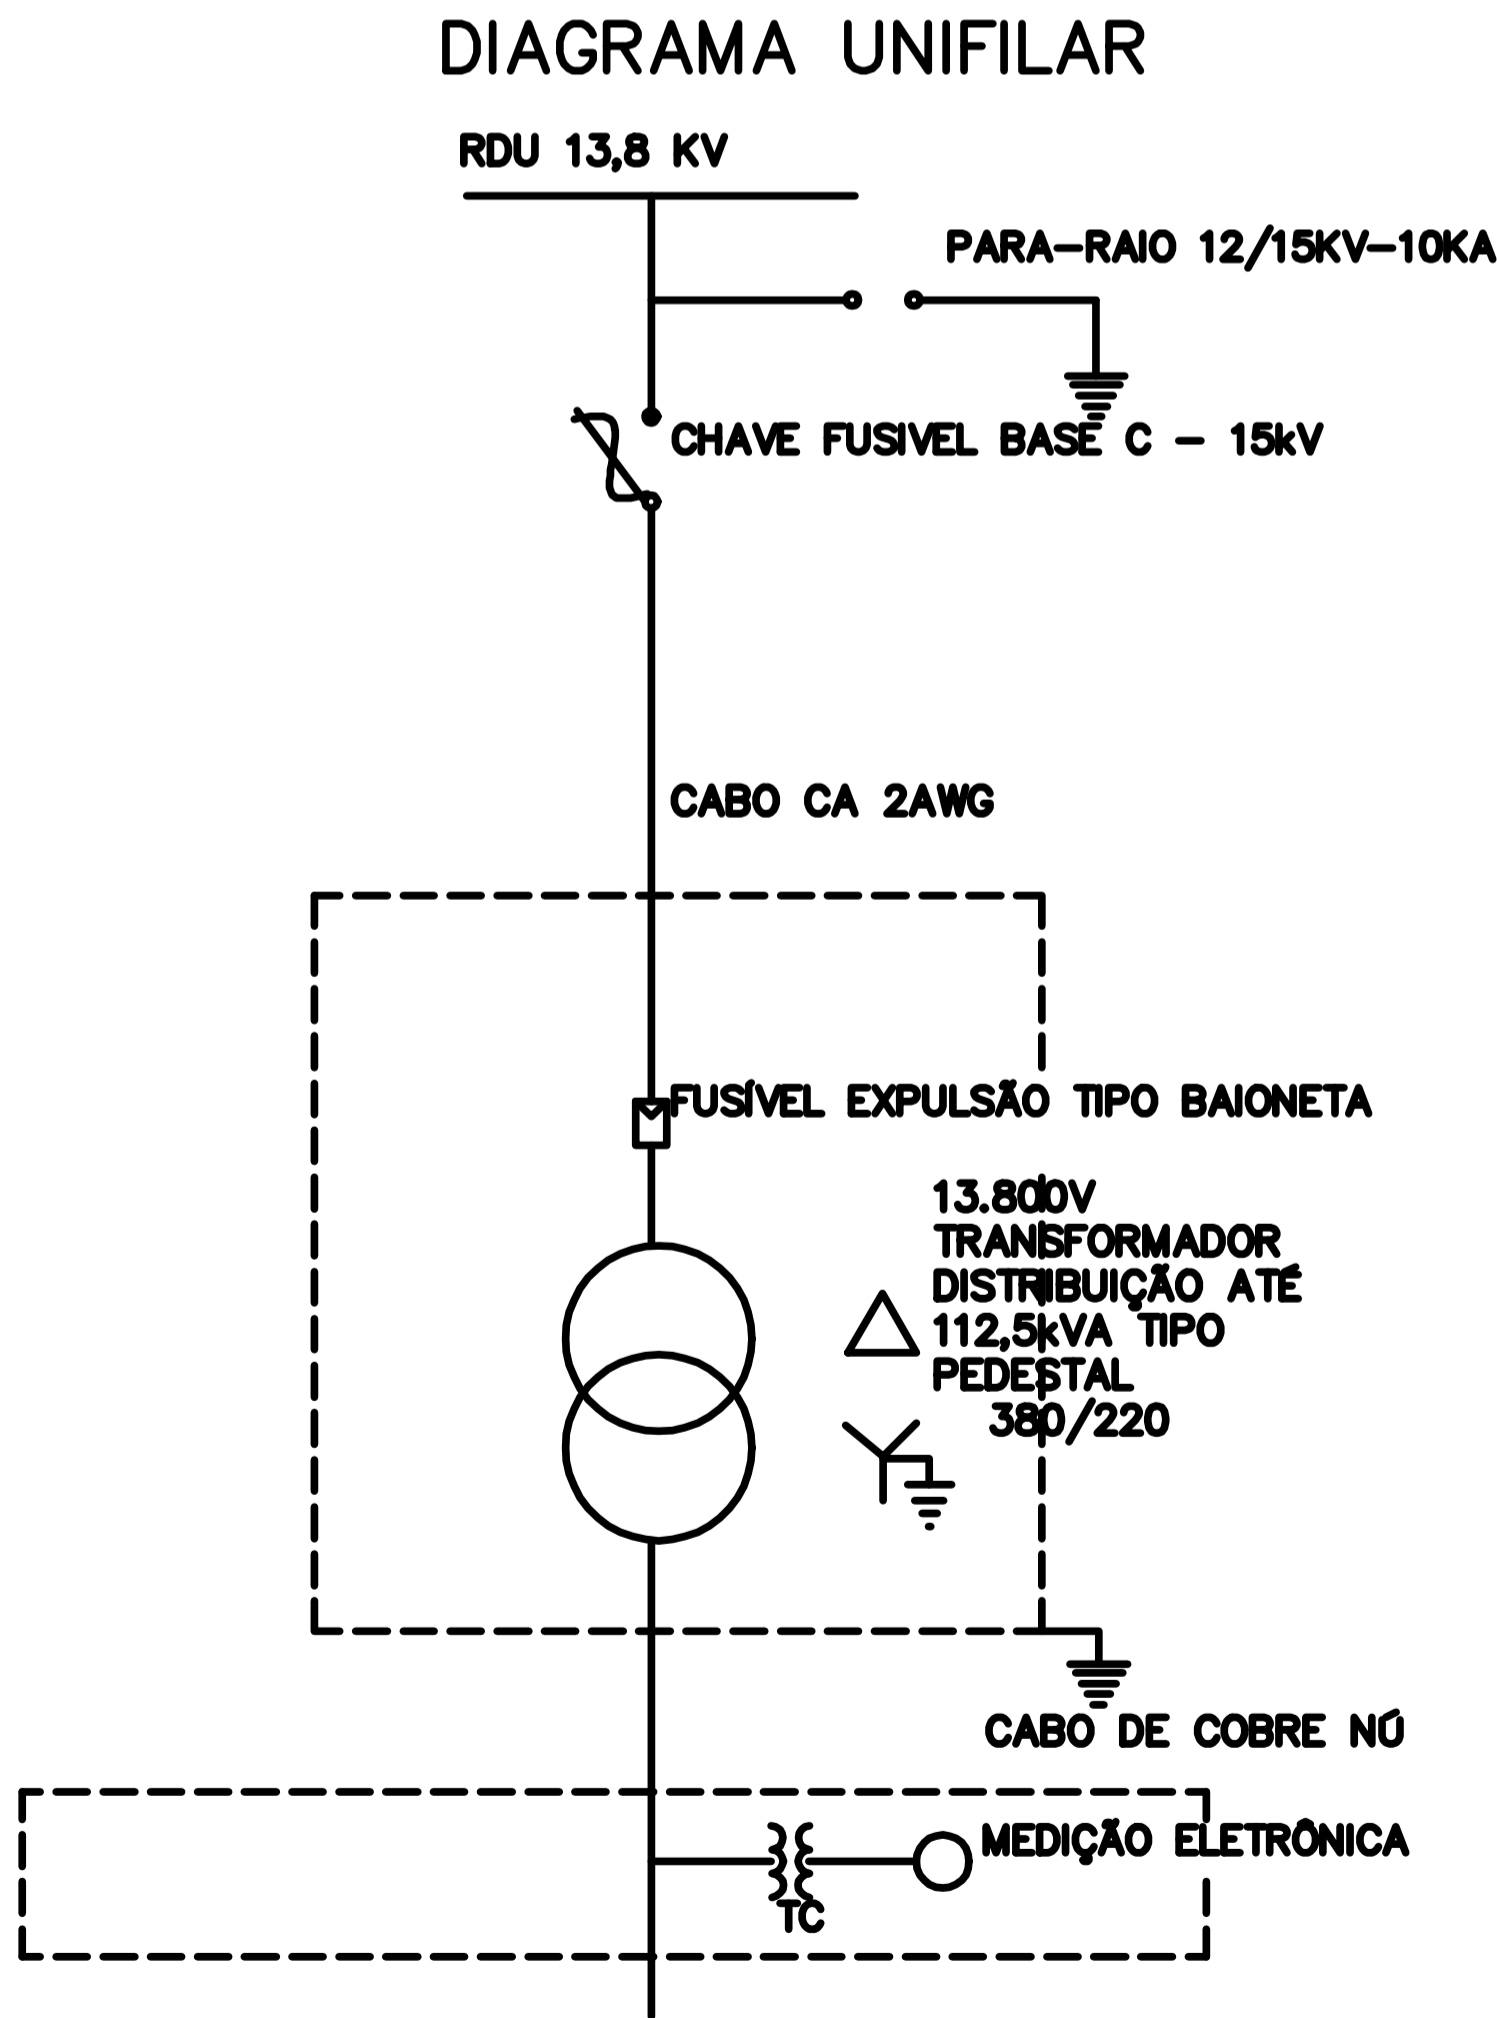 DIAGRAMA UNIFILAR
RDU 13,8 KV
PARA-RAIO 12/15KV-10KA
CHAVE FUSIVEL BASE C - 15kV
CABO CA 2AWG
FUSÍVEL EXPULSÃO TIPO BAIONETA
13.800V
TRANSFORMADOR
DISTRIBUIÇÃO ATÉ
112,5kVA TIPO
PEDESTAL
380/220
CABO DE COBRE NÚ
MEDIÇÃO ELETRÔNICA
TC